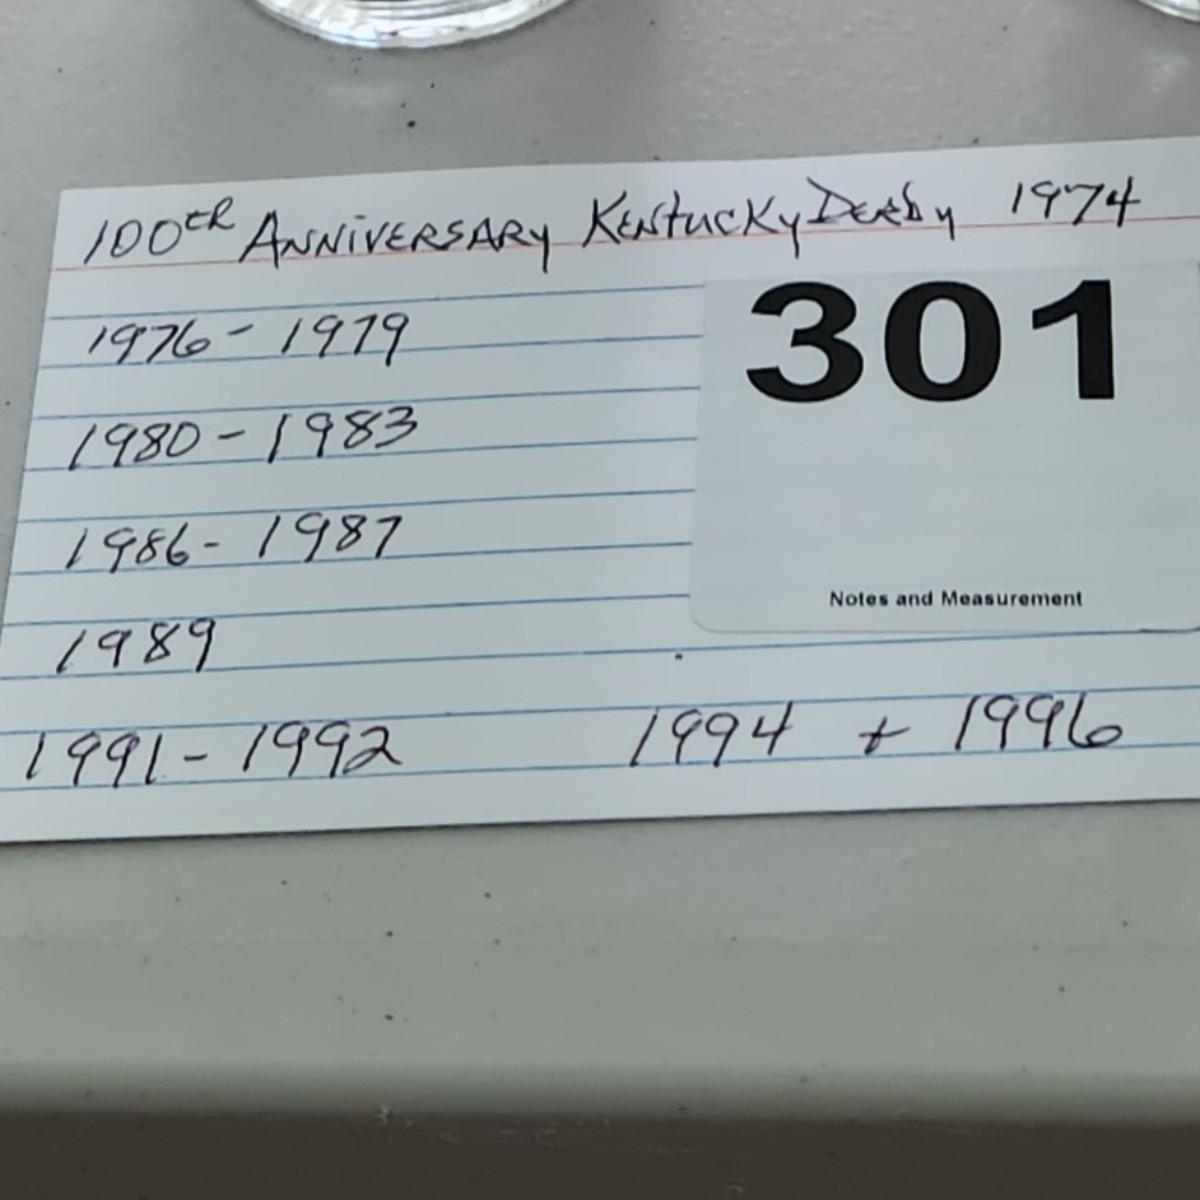 100th Anniversary Kentucky Derby 1974
301
1976 - 1979
1980 - 1983
1986 - 1987
Notes and Measurement
1989
1991 - 1992 1994 + 1996